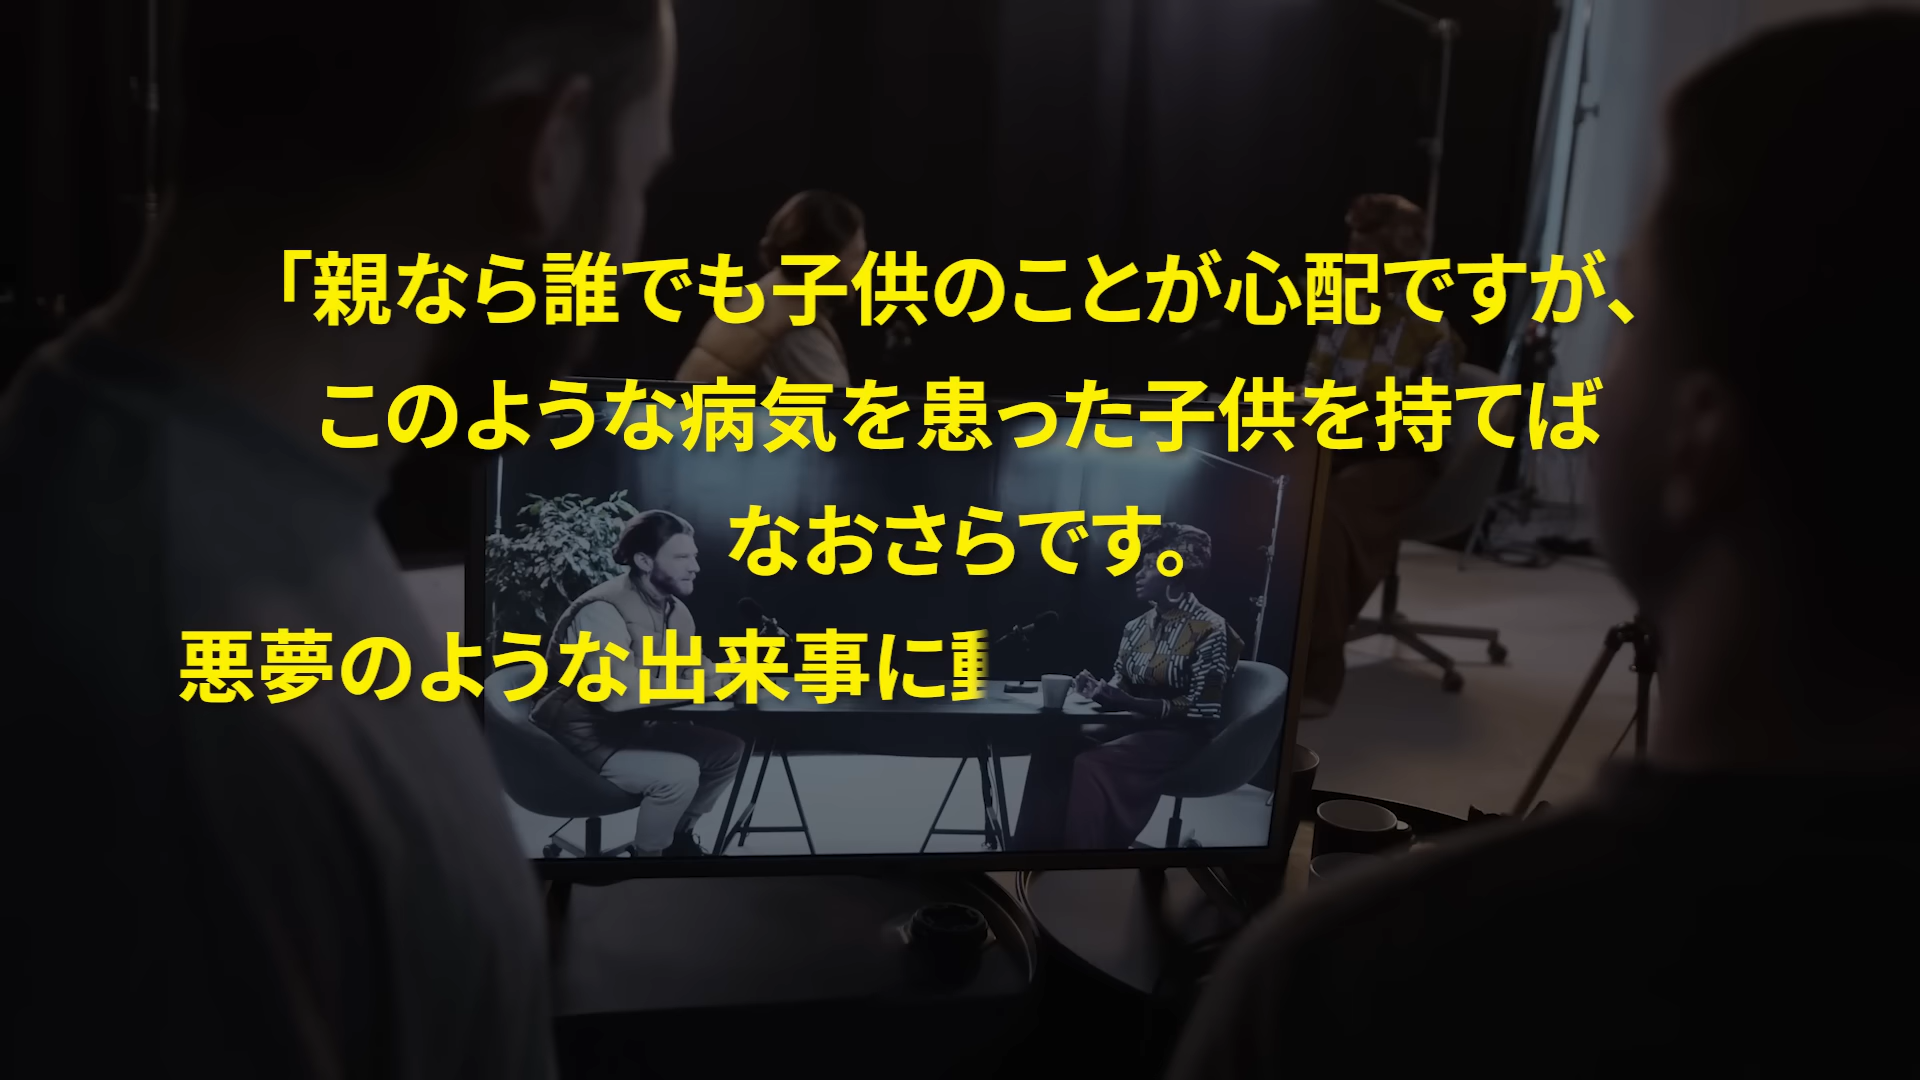 「親なら誰でも子供のことが心配ですが、
このような病気を患った子供を持てば
なおさらです。
悪夢のような出来事に